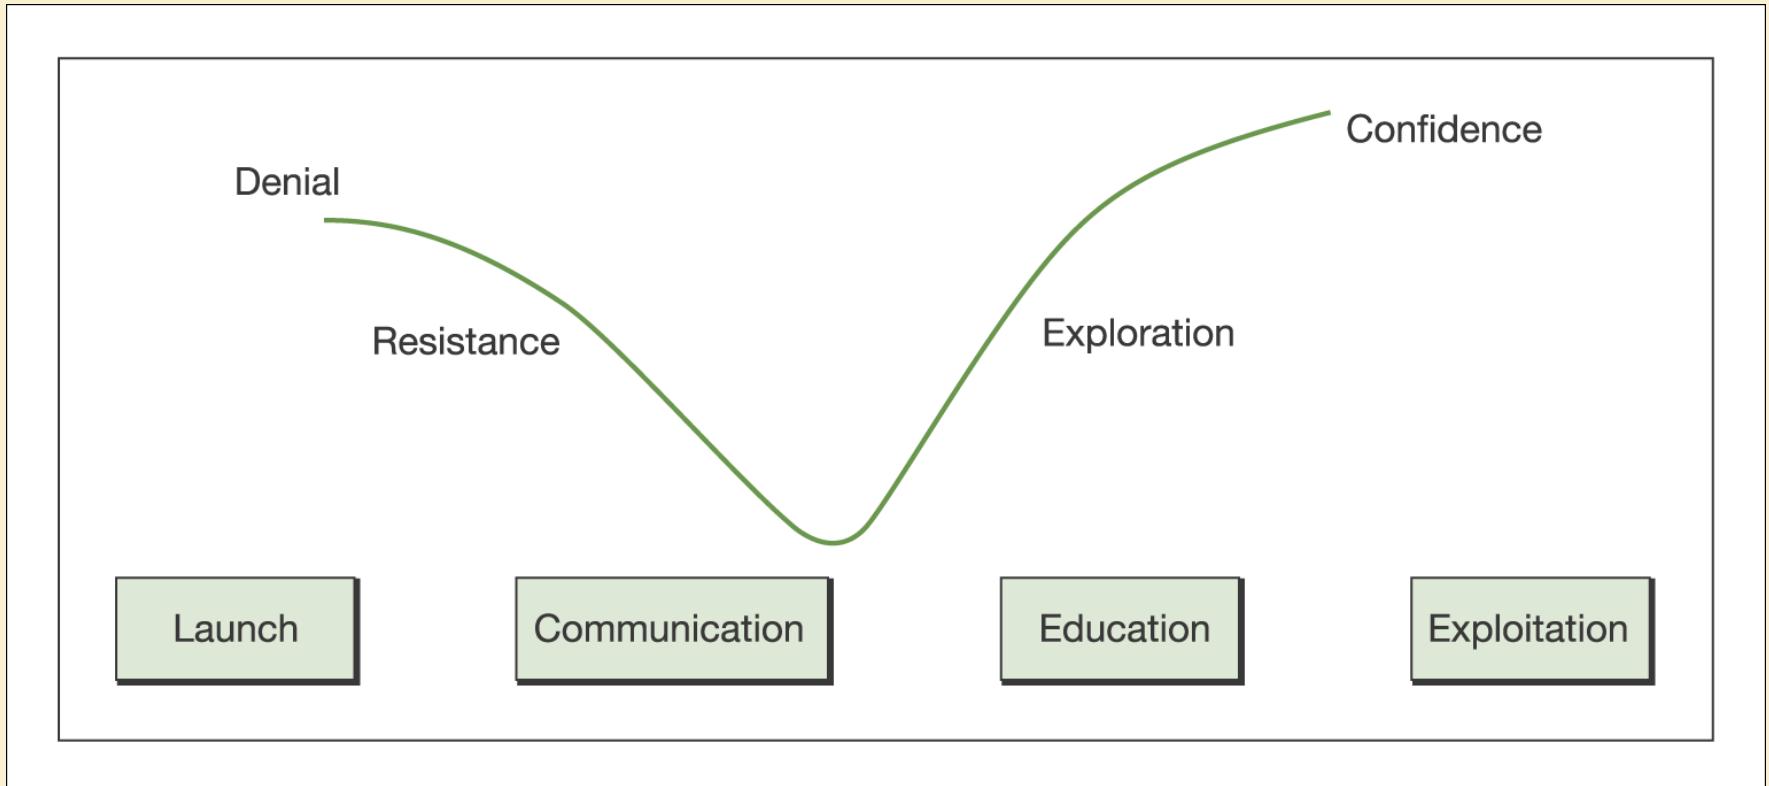 Confidence
Denial
Resistance
Exploration
Launch
Communication
Education
Exploitation